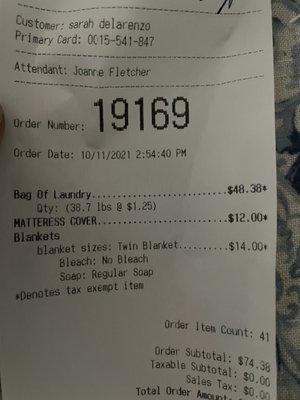 Customer: sarah delarenzo
Primary Card: 0015-541-847
Attendant: Joanne Fletcher
Order Number: 19169
Order Date: 10/11/2021 2:54:40 PM
Bag Of Laundry..............................$48.38*
Qty: (38.7 lbs @ $1.25)
MATTERESS COVER.............................$12.00*
Blankets
blanket sizes: Twin Blanket..........$14.00*
Bleach: No Bleach
Soap: Regular Soap
*Denotes tax exempt item
Order Item Count: 41
Order Subtotal: $74.38
Taxable Subtotal: $0.00
Sales Tax: $0.00
Total Order Amount: